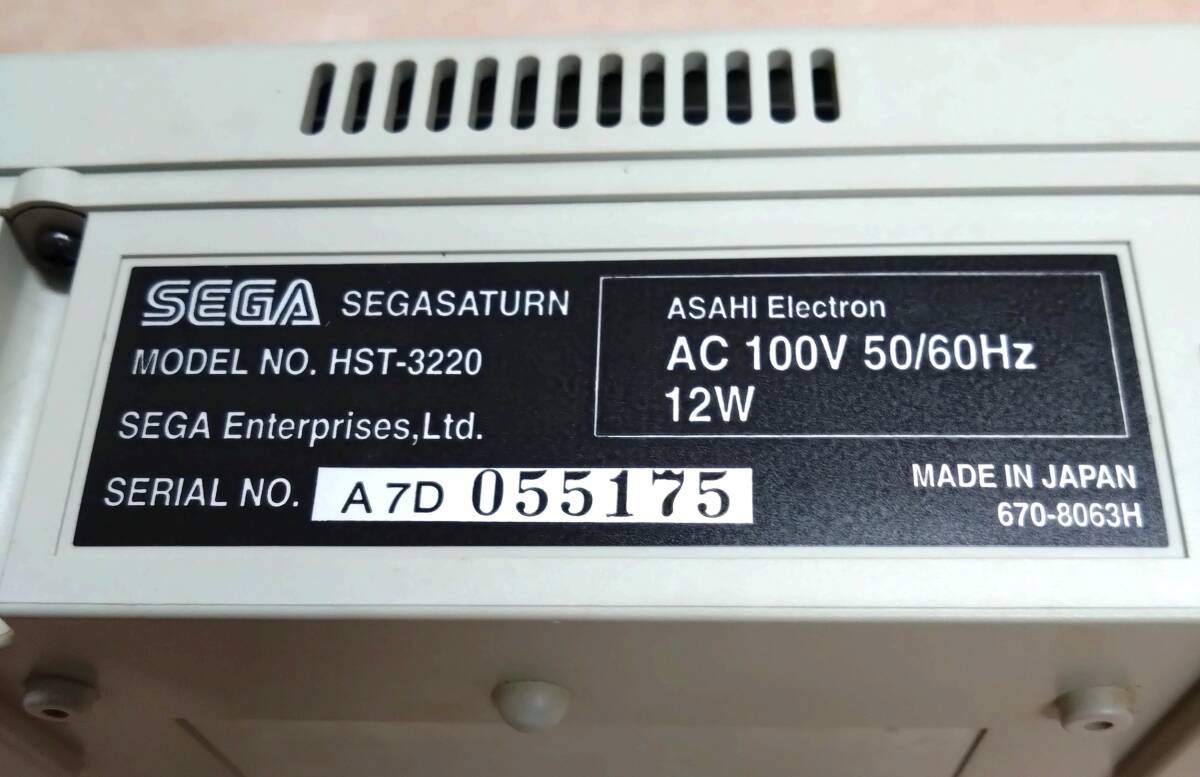 SEGA SEGASATURN
MODEL NO. HST-3220
SEGA Enterprises,Ltd.
SERIAL NO. A7D 055175
ASAHI Electron
AC 100V 50/60Hz
12W
MADE IN JAPAN
670-8063H